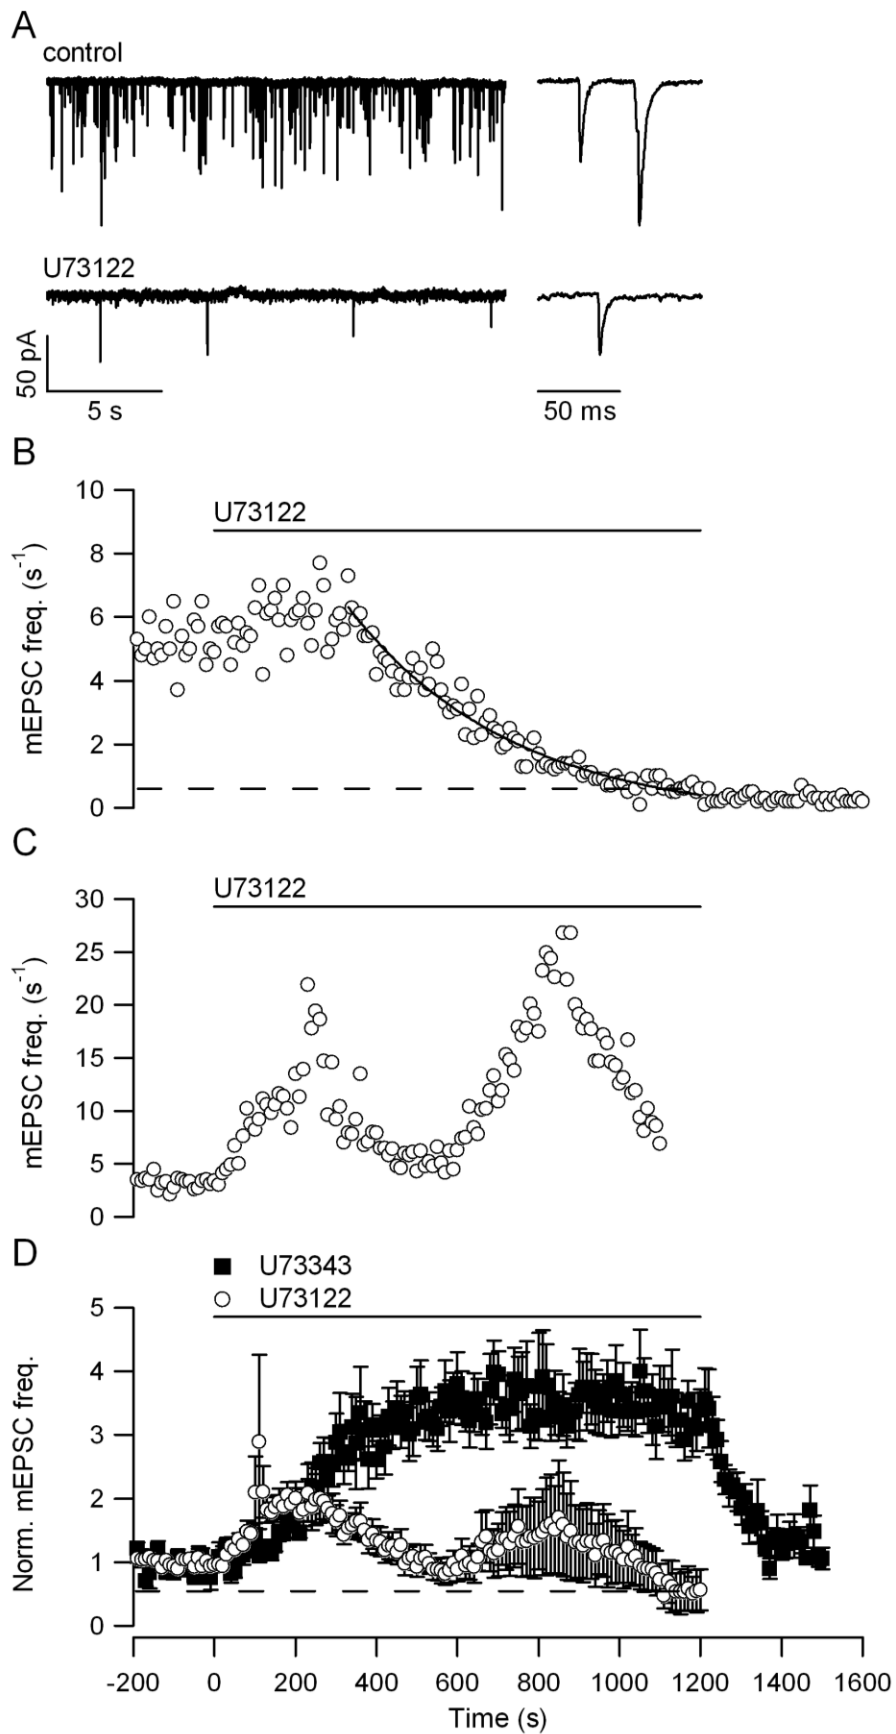 A
control
U73122
50 pA
5 s
50 ms
B
10
8
6
4
2
0
mEPSC freq. (s⁻¹)
U73122
C
30
25
20
15
10
5
0
mEPSC freq. (s⁻¹)
U73122
D
U73343
U73122
5
4
3
2
1
0
Norm. mEPSC freq.
-200 0 200 400 600 800 1000 1200 1400 1600
Time (s)